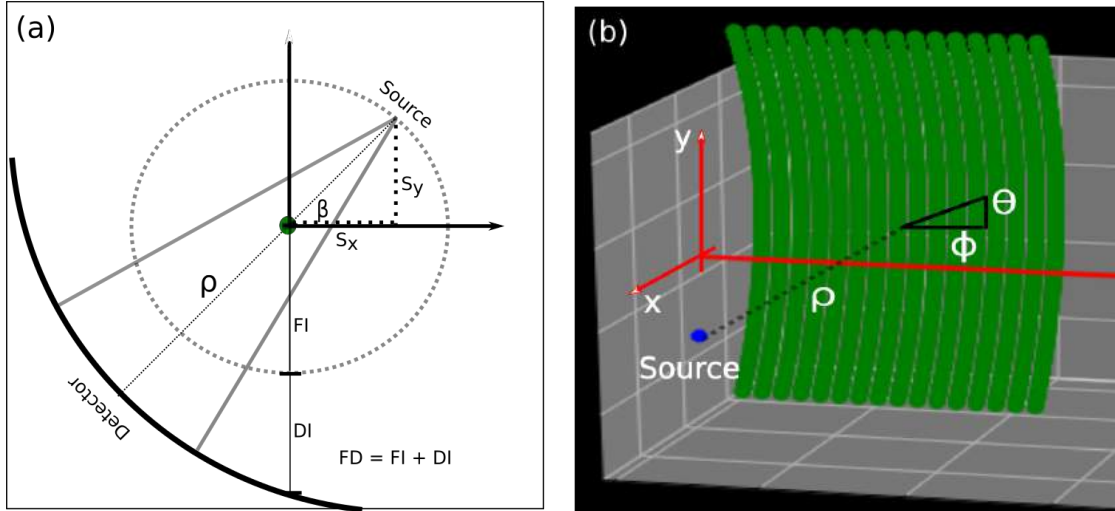 (a)
Source
Sy
β
Sx
ρ
FI
Detector
DI
FD = FI + DI
(b)
y
Θ
ϕ
x
ρ
Source